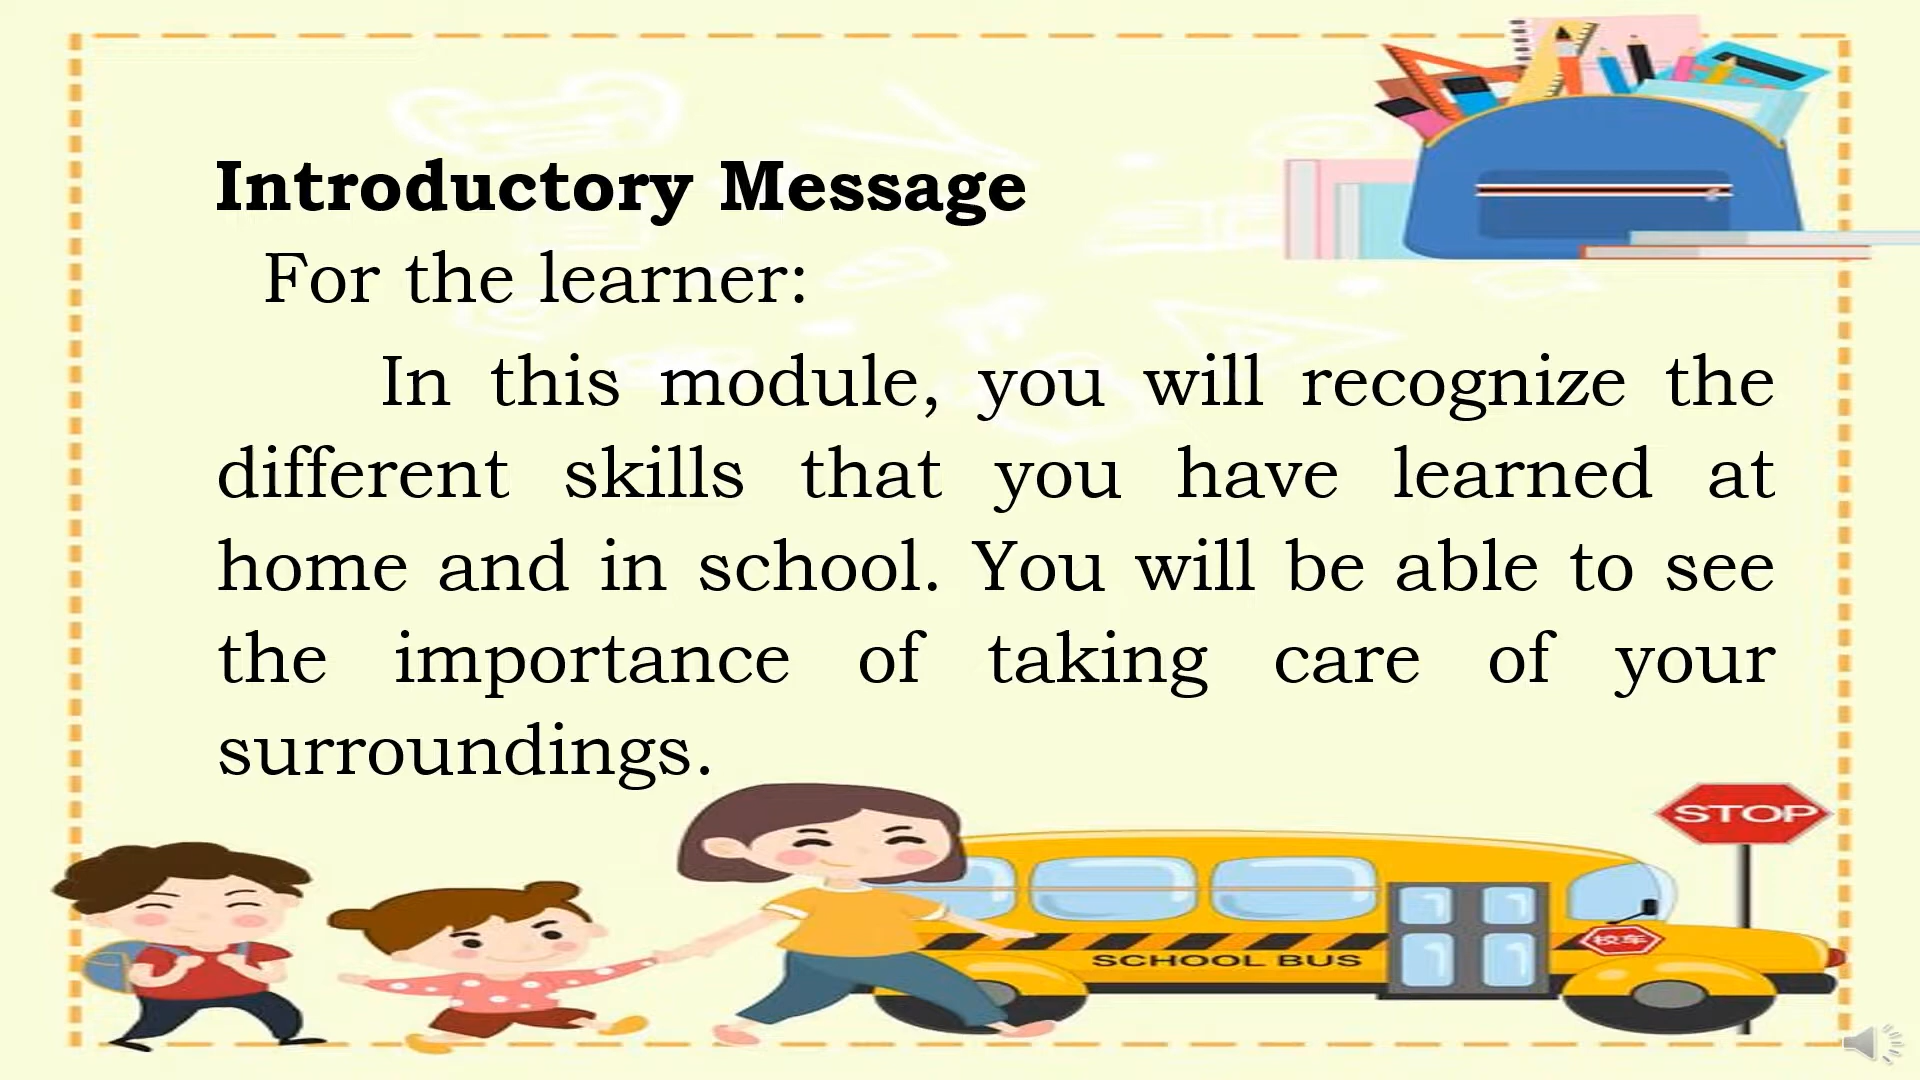 Introductory Message
For the learner:
In this module, you will recognize the
different skills that you have learned at
home and in school. You will be able to see
the importance of taking care of your
surroundings.
STOP
校车
SCHOOL BUS